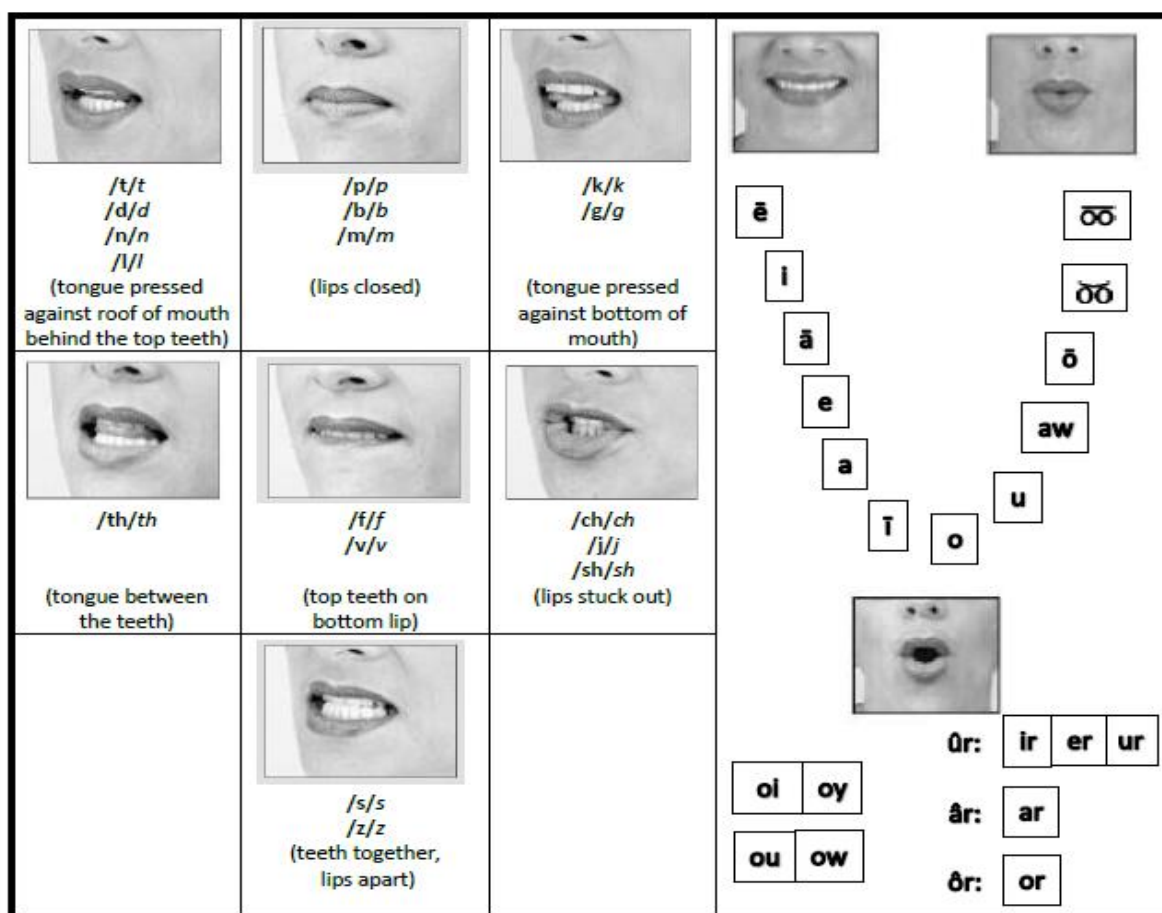 /t/t
/d/d
/n/n
/l/l
(tongue pressed
against roof of mouth
behind the top teeth)
/p/p
/b/b
/m/m
(lips closed)
/k/k
/g/g
(tongue pressed
against bottom of
mouth)
/th/th
(tongue between
the teeth)
/f/f
/v/v
(top teeth on
bottom lip)
/ch/ch
/j/j
/sh/sh
(lips stuck out)
/s/s
/z/z
(teeth together,
lips apart)
ē
i
ā
e
a
ī
o
u
aw
ō
o͝o
o͞o
oi oy
ou ow
ûr: ir er ur
âr: ar
ôr: or